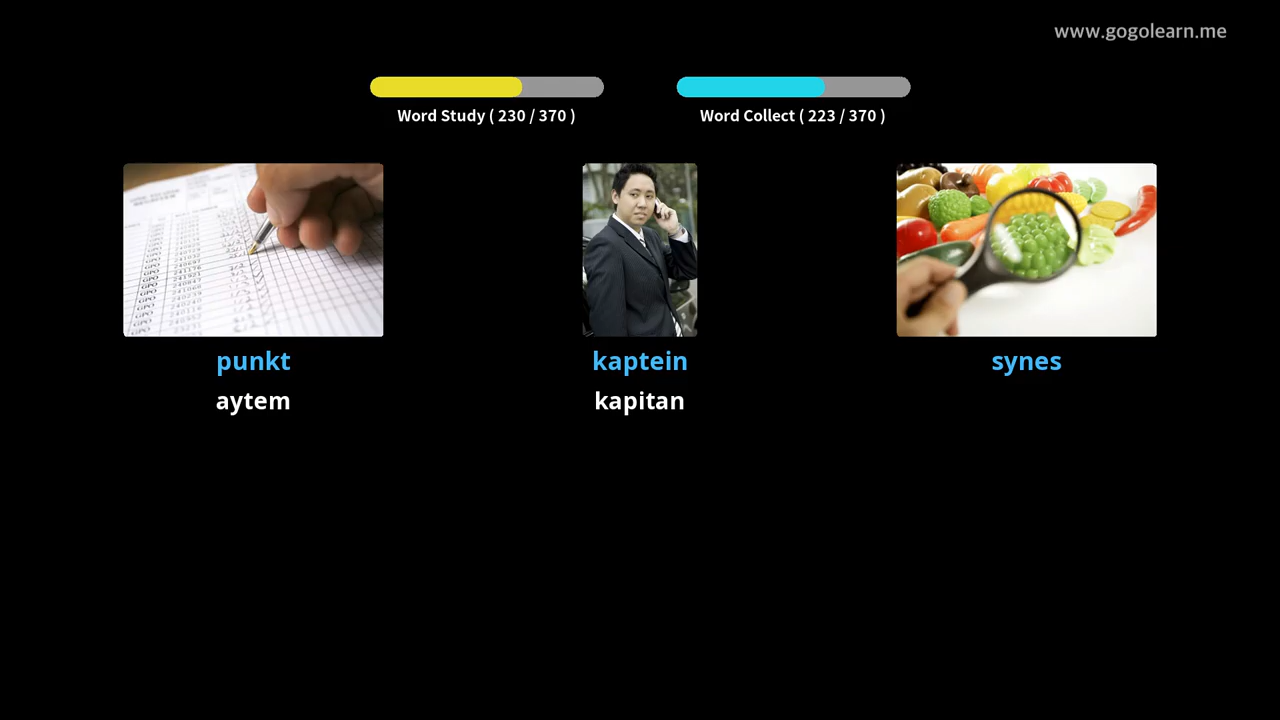 www.gogolearn.me
Word Study ( 230 / 370 )
Word Collect ( 223 / 370 )
punkt
kaptein
synes
aytem
kapitan